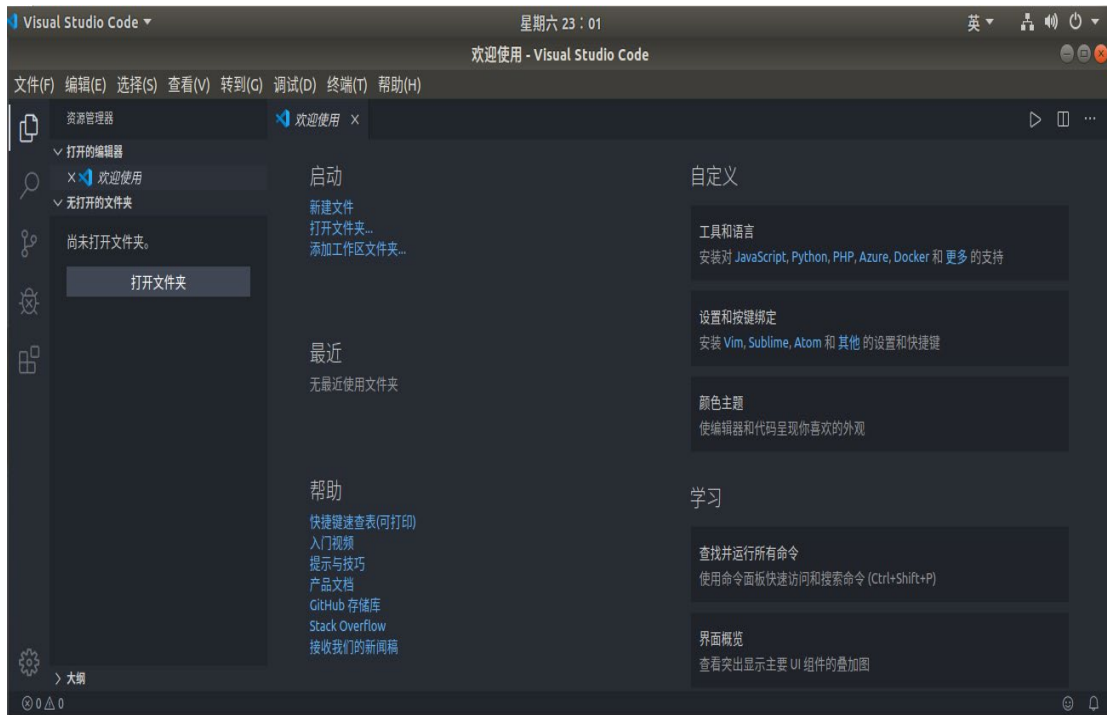 Visual Studio Code
星期六 23：01
英
欢迎使用 - Visual Studio Code
文件(F) 编辑(E) 选择(S) 查看(V) 转到(G) 调试(D) 终端(T) 帮助(H)
资源管理器
欢迎使用
打开的编辑器
欢迎使用
无打开的文件夹
尚未打开文件夹。
打开文件夹
大纲
启动
新建文件
打开文件夹...
添加工作区文件夹...
最近
无最近使用文件夹
帮助
快捷键速查表(可打印)
入门视频
提示与技巧
产品文档
GitHub 存储库
Stack Overflow
接收我们的新闻稿
自定义
工具和语言
安装对 JavaScript, Python, PHP, Azure, Docker 和 更多 的支持
设置和按键绑定
安装 Vim, Sublime, Atom 和 其他 的设置和快捷键
颜色主题
使编辑器和代码呈现你喜欢的外观
学习
查找并运行所有命令
使用命令面板快速访问和搜索命令 (Ctrl+Shift+P)
界面概览
查看突出显示主要 UI 组件的叠加图
0 0